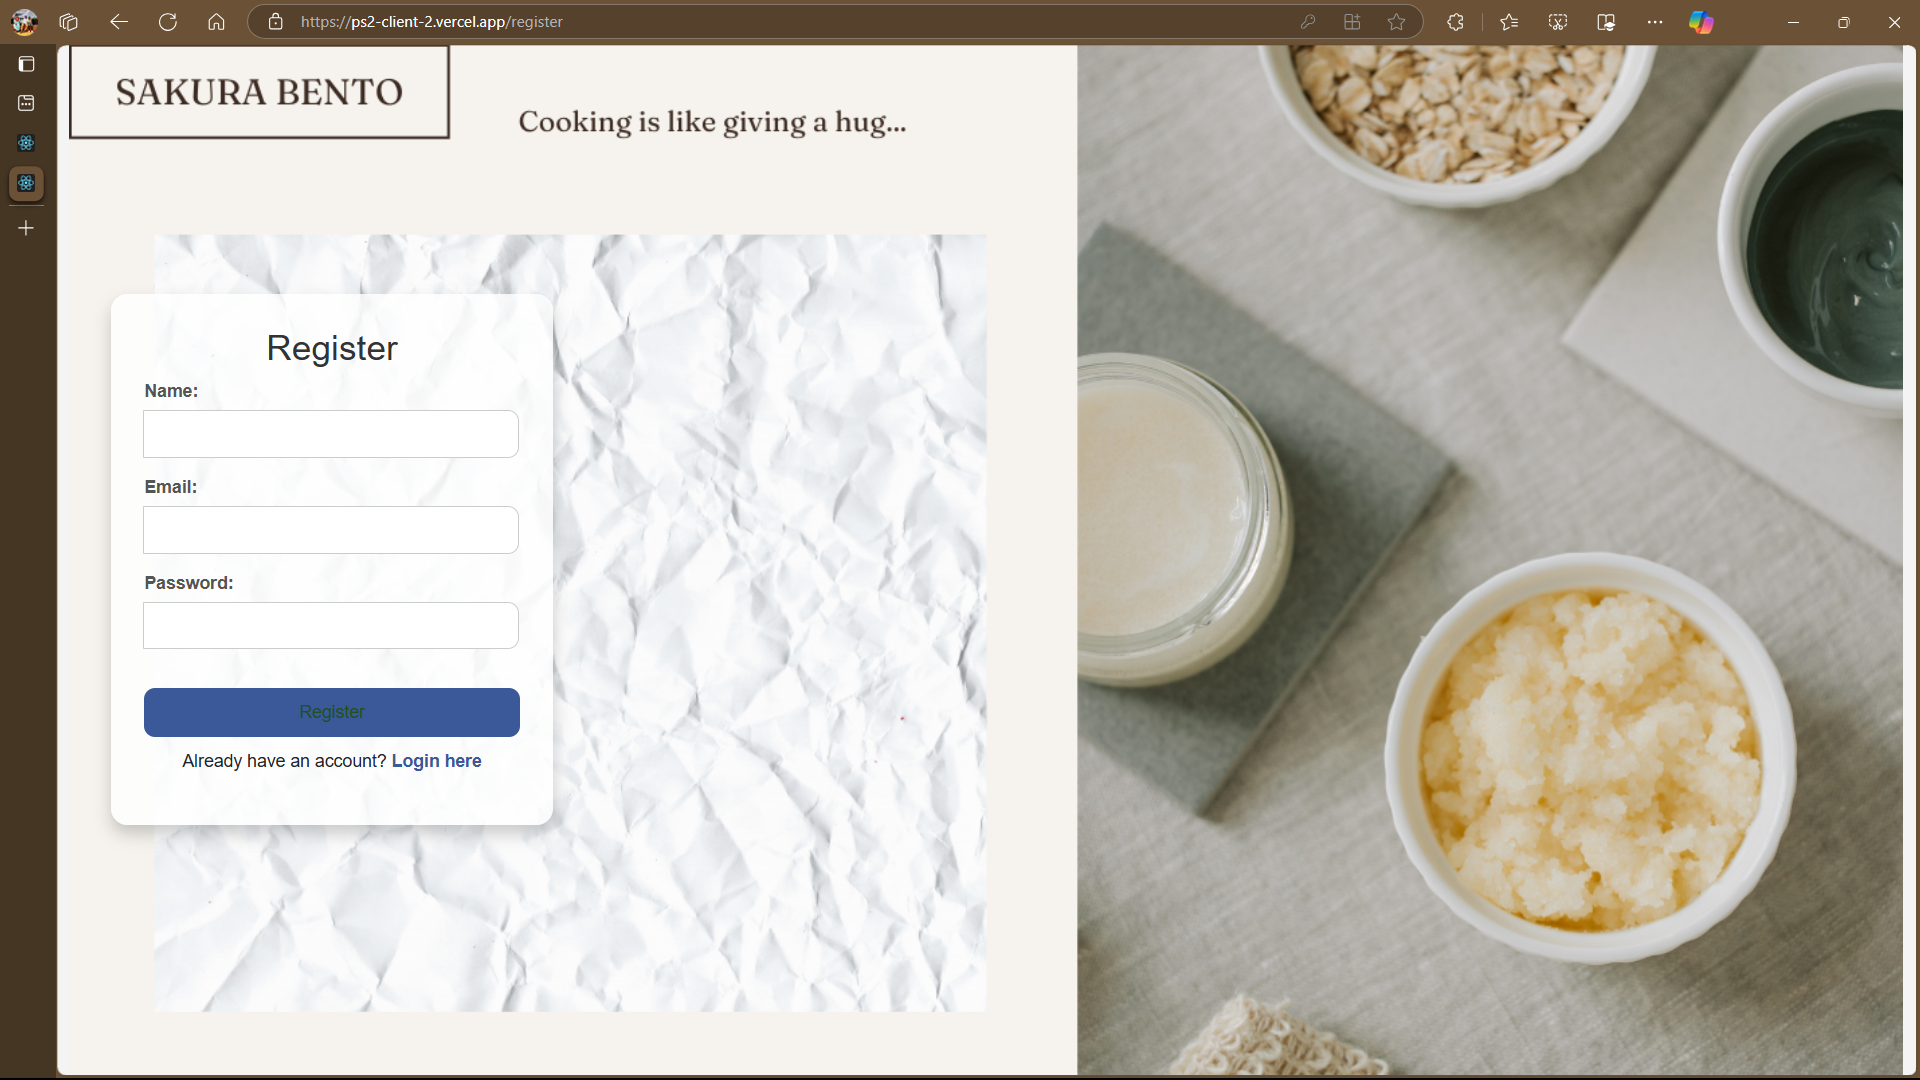 https://ps2-client-2.vercel.app/register
SAKURA BENTO
Cooking is like giving a hug...
Register
Name:
Email:
Password:
Register
Already have an account? Login here